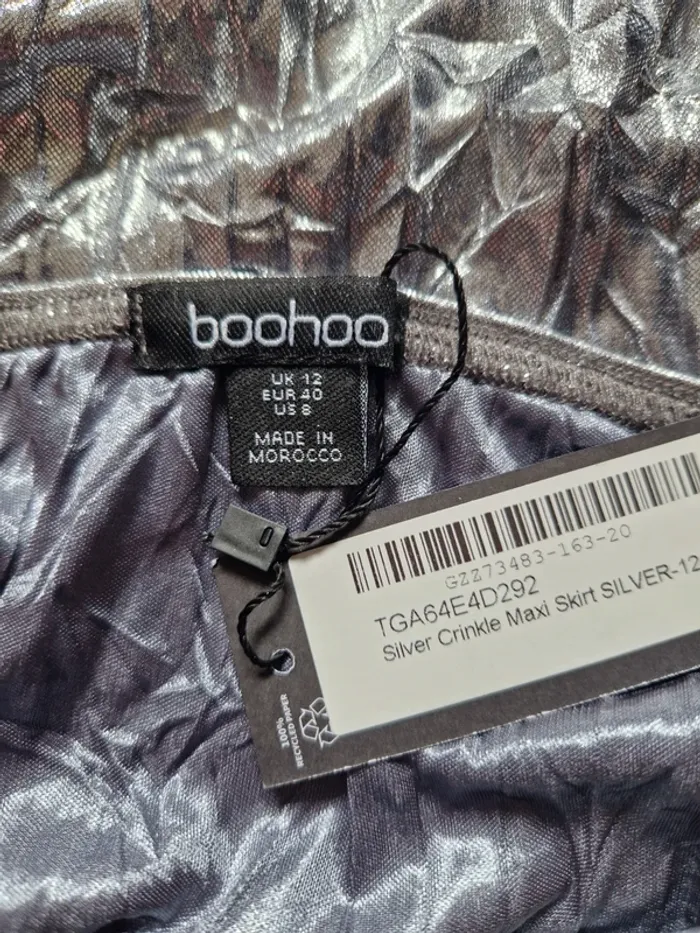 boohoo
UK 12
EUR 40
US 8
MADE IN
MOROCCO
GZZ73483-163-20
TGA64E4D292
Silver Crinkle Maxi Skirt SILVER-12
100%
RECYCLED PAPER